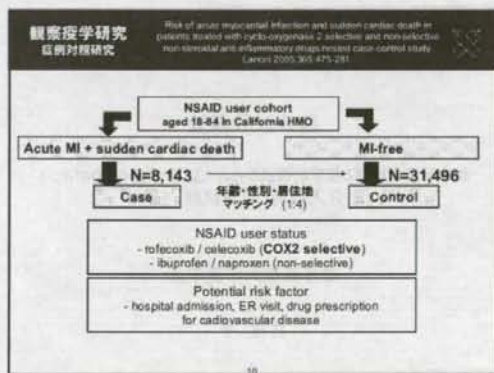 観察疫学研究
症例対照研究
Risk of acute myocardial infarction and sudden cardiac death in
patients treated with cyclo-oxygenase 2 selective and non-selective
non-steroidal anti-inflammatory drugs: nested case-control study
Lancet 2005;365:475-281
NSAID user cohort
aged 18-84 in California HMO
Acute MI + sudden cardiac death
MI-free
N=8,143
N=31,496
年齢・性別・居住地
マッチング (1:4)
Case
Control
NSAID user status
- rofecoxib / celecoxib (COX2 selective)
- ibuprofen / naproxen (non-selective)
Potential risk factor
- hospital admission, ER visit, drug prescription
for cadiovascular disease